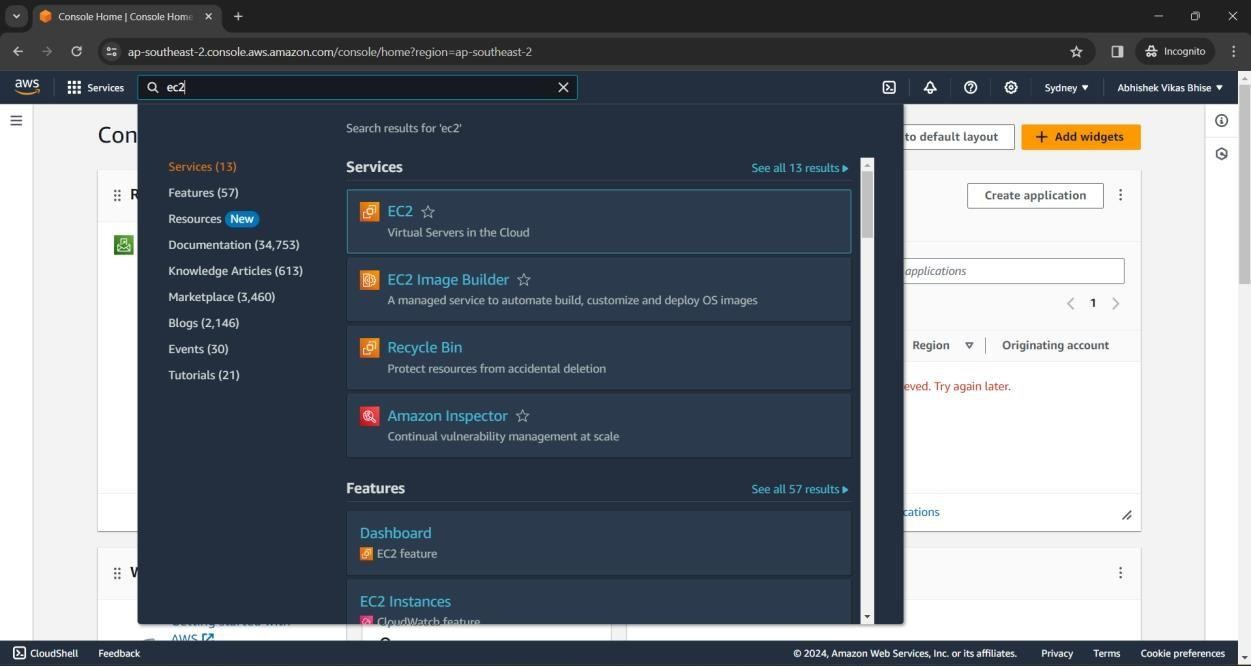 Console Home | Console Home
ap-southeast-2.console.aws.amazon.com/console/home?region=ap-southeast-2
Incognito
aws
Services
ec2
Sydney
Abhishek Vikas Bhise
Con
to default layout
Add widgets
Search results for 'ec2'
Services (13)
Features (57)
Resources New
Documentation (34,753)
Knowledge Articles (613)
Marketplace (3,460)
Blogs (2,146)
Events (30)
Tutorials (21)
Services
See all 13 results
EC2
Virtual Servers in the Cloud
EC2 Image Builder
A managed service to automate build, customize and deploy OS images
Recycle Bin
Protect resources from accidental deletion
Amazon Inspector
Continual vulnerability management at scale
Features
See all 57 results
Dashboard
EC2 feature
EC2 Instances
CloudWatch feature
Create application
applications
1
Region
Originating account
eved. Try again later.
cations
AWS
CloudShell
Feedback
© 2024, Amazon Web Services, Inc. or its affiliates.
Privacy
Terms
Cookie preferences